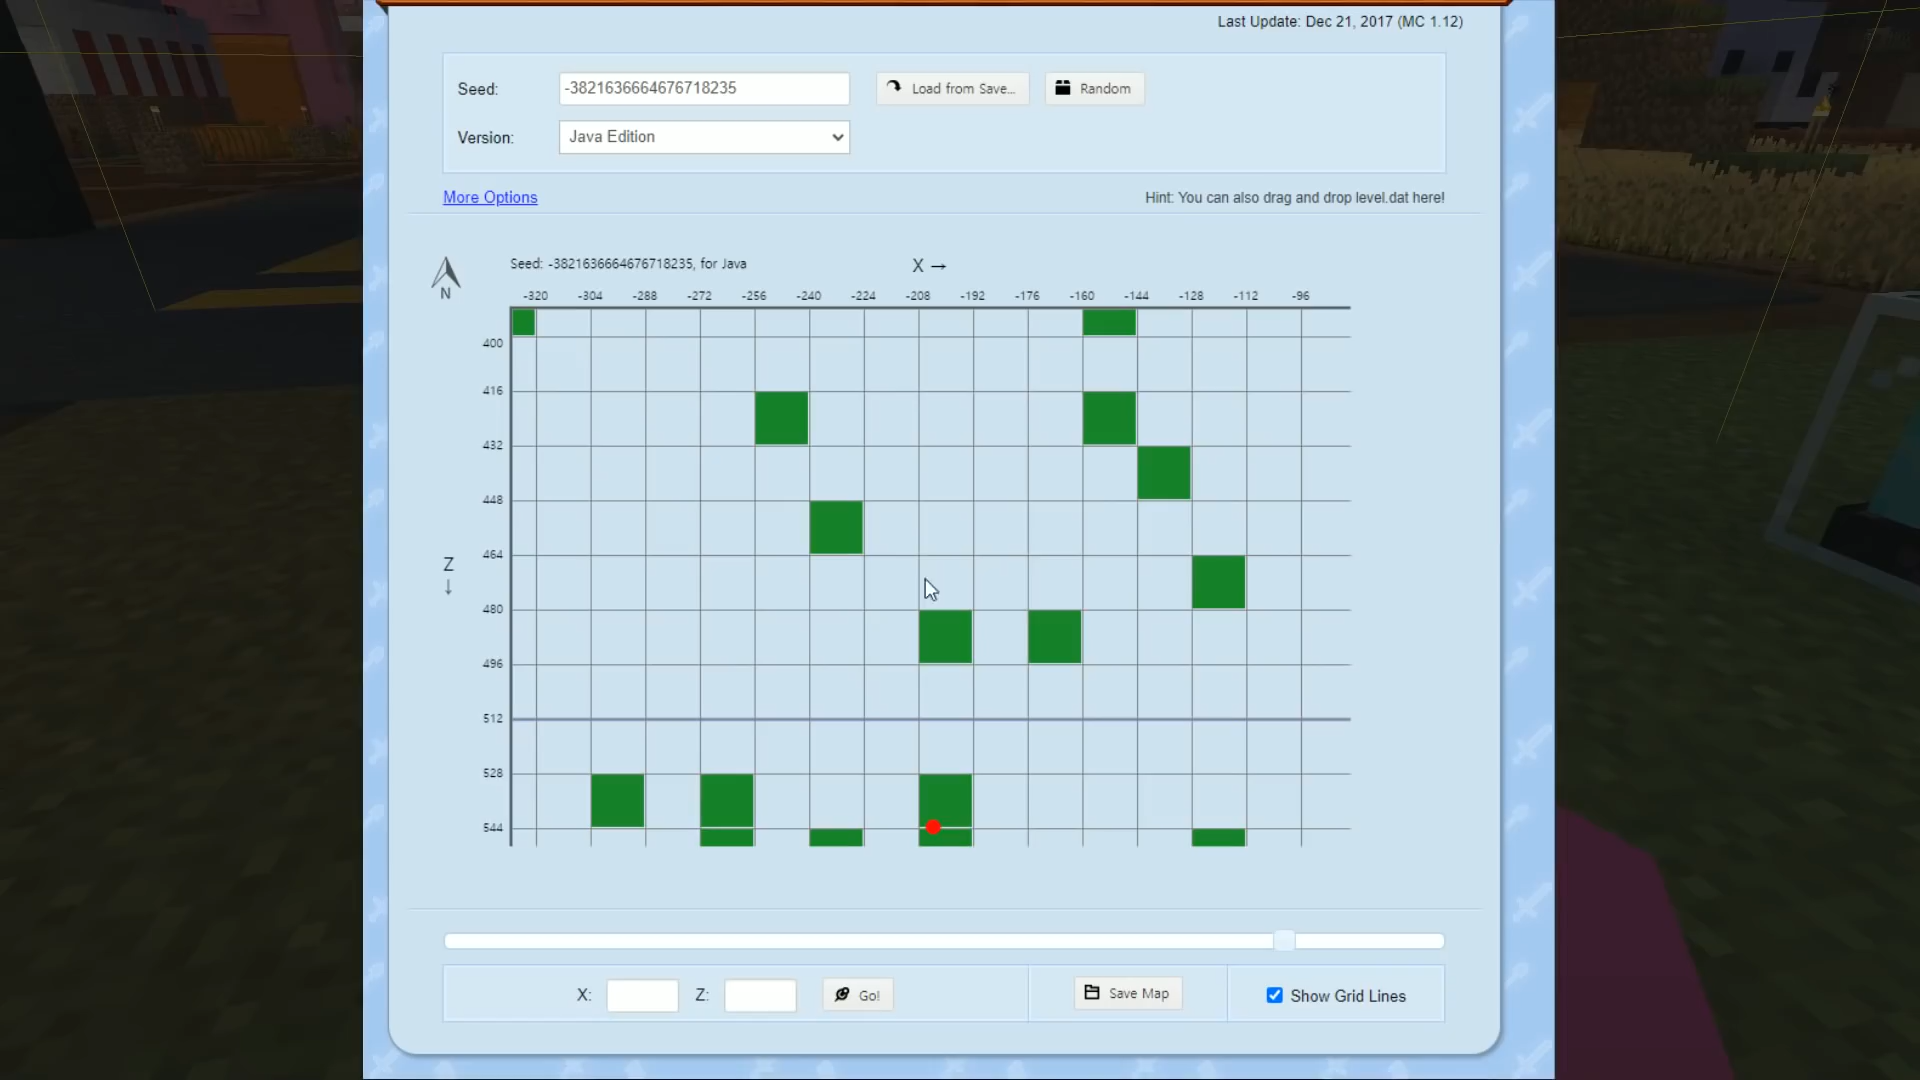 Last Update: Dec 21, 2017 (MC 1.12)
Seed: -3821636664676718235 Load from Save... Random
Version: Java Edition
More Options Hint: You can also drag and drop level.dat here!
Seed: -3821636664676718235, for Java X →
N
-320 -304 -288 -272 -256 -240 -224 -208 -192 -176 -160 -144 -128 -112 -96
400
416
432
448
464
Z
↓
480
496
512
528
544
X: Z: Go! Save Map Show Grid Lines